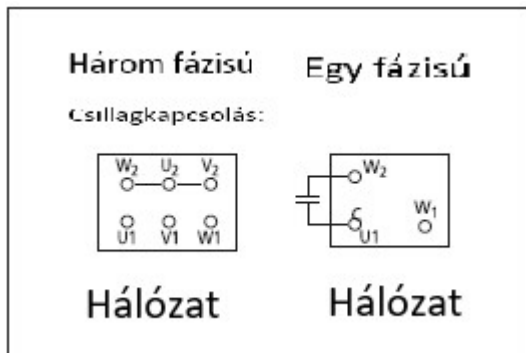 Három fázisú Egy fázisú
Csillagkapcsolás:
W2 U2 V2 W2
U1 V1 W1 U1 W1
Hálózat Hálózat